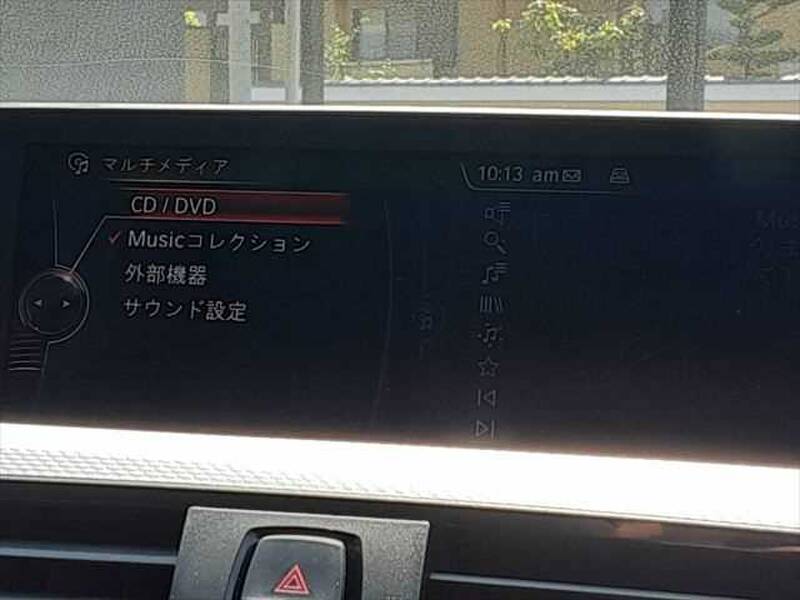 マルチメディア
10:13 am
CD / DVD
Musicコレクション
外部機器
サウンド設定